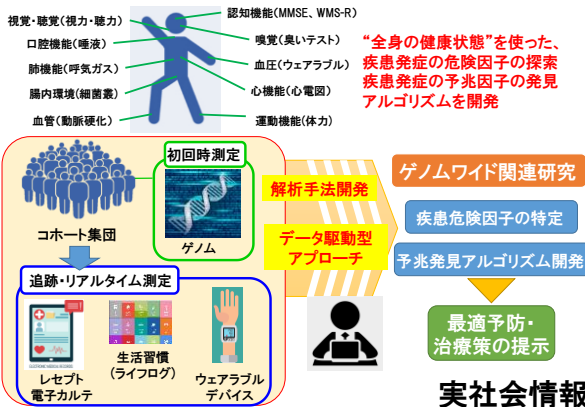 視覚・聴覚(視力・聴力)
口腔機能(唾液)
肺機能(呼気ガス)
腸内環境(細菌叢)
血管(動脈硬化)
認知機能(MMSE、WMS-R)
嗅覚(臭いテスト)
血圧(ウェアラブル)
心機能(心電図)
運動機能(体力)
“全身の健康状態”を使った、
疾患発症の危険因子の探索
疾患発症の予兆因子の発見
アルゴリズムを開発
コホート集団
初回時測定
ゲノム
追跡・リアルタイム測定
レセプト
電子カルテ
生活習慣
(ライフログ)
ウェアラブル
デバイス
解析手法開発
データ駆動型
アプローチ
ゲノムワイド関連研究
疾患危険因子の特定
予兆発見アルゴリズム開発
最適予防・
治療策の提示
実社会情報